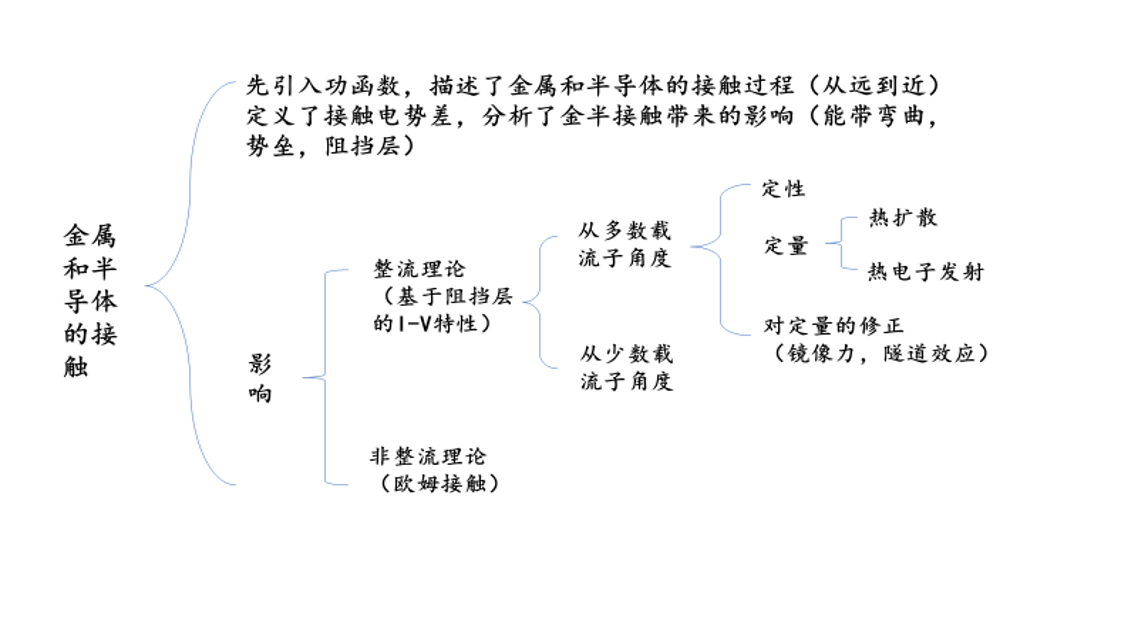 先引入功函数，描述了金属和半导体的接触过程（从远到近）
定义了接触电势差，分析了金半接触带来的影响（能带弯曲，
势垒，阻挡层）
金属
和半
导体
的接
触
影
响
整流理论
（基于阻挡层
的I-V特性）
非整流理论
（欧姆接触）
从多数载
流子角度
从少数载
流子角度
定性
定量
热扩散
热电子发射
对定量的修正
（镜像力，隧道效应）